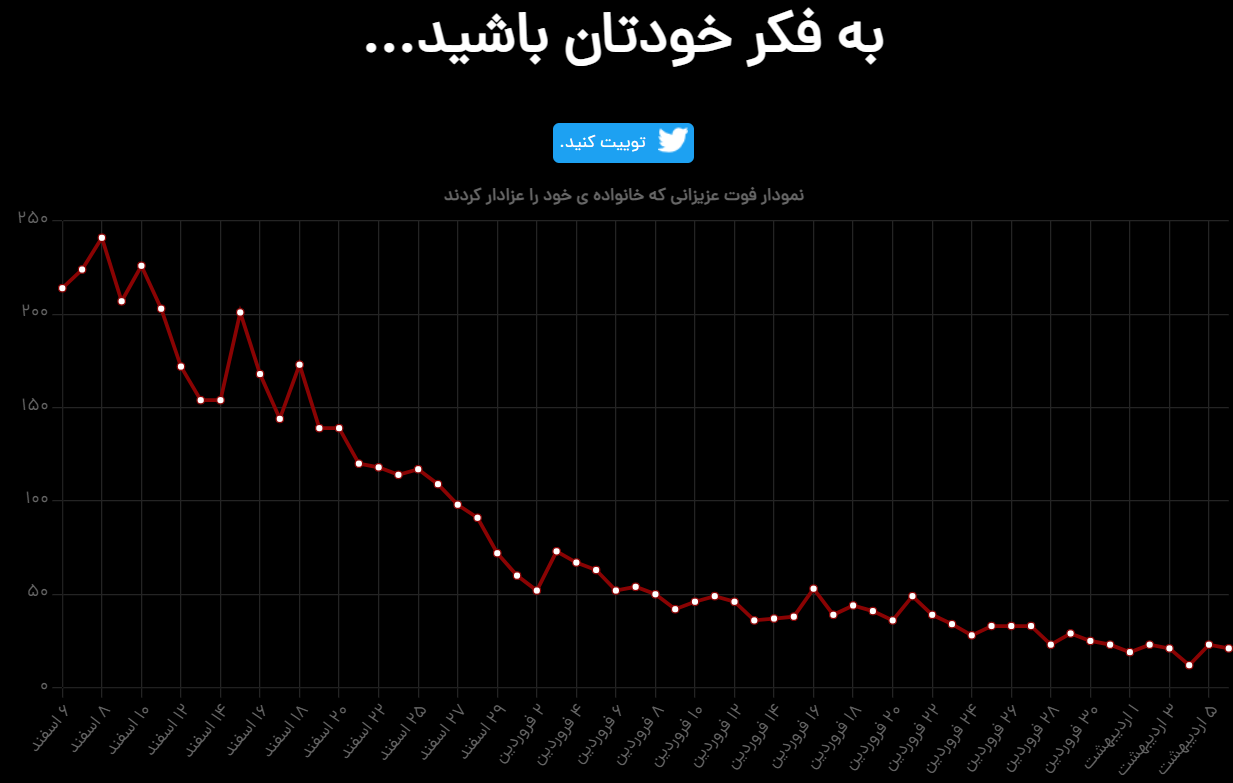 به فکر خودتان باشید...
توییت کنید.
نمودار فوت عزیزانی که خانواده ی خود را عزادار کردند
۲۵۰
۲۰۰
۱۵۰
۱۰۰
۵۰
۰
۶ اسفند
۸ اسفند
۱۰ اسفند
۱۲ اسفند
۱۴ اسفند
۱۶ اسفند
۱۸ اسفند
۲۰ اسفند
۲۲ اسفند
۲۵ اسفند
۲۷ اسفند
۲۹ اسفند
۲ فروردین
۴ فروردین
۶ فروردین
۸ فروردین
۱۰ فروردین
۱۲ فروردین
۱۴ فروردین
۱۶ فروردین
۱۸ فروردین
۲۰ فروردین
۲۲ فروردین
۲۴ فروردین
۲۶ فروردین
۲۸ فروردین
۳۰ فروردین
۱ اردیبهشت
۳ اردیبهشت
۵ اردیبهشت